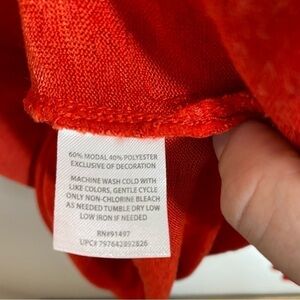 60% MODAL 40% POLYESTER
EXCLUSIVE OF DECORATION
MACHINE WASH COLD WITH
LIKE COLORS, GENTLE CYCLE
ONLY NON-CHLORINE BLEACH
AS NEEDED TUMBLE DRY LOW
LOW IRON IF NEEDED
RN#91497
UPC# 797642892826